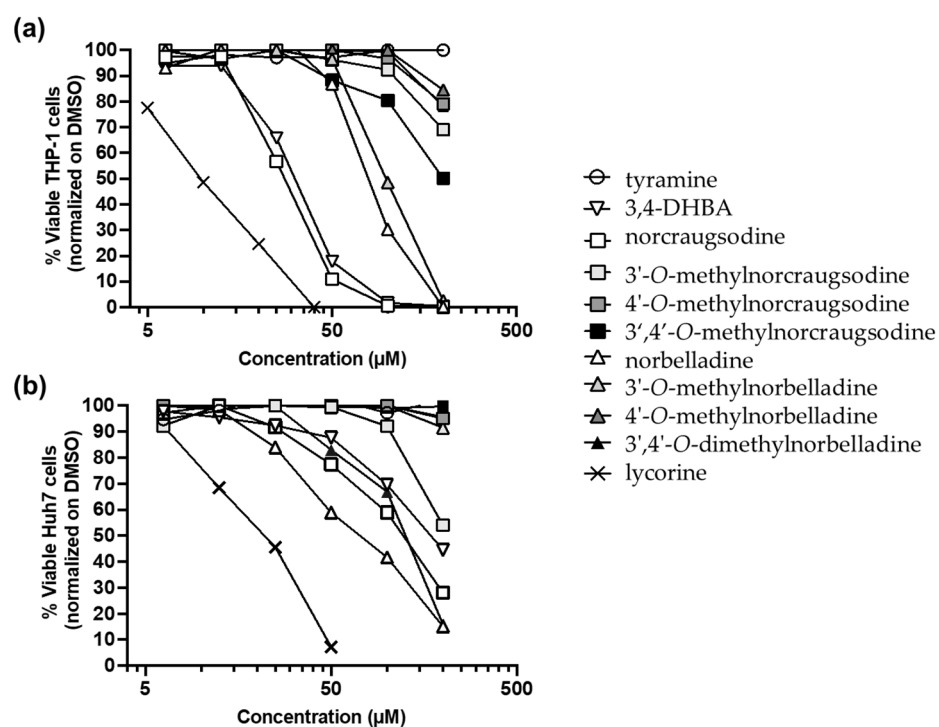 (a)
% Viable THP-1 cells
(normalized on DMSO)
100
90
80
70
60
50
40
30
20
10
0
5
50
500
Concentration (µM)
(b)
% Viable Huh7 cells
(normalized on DMSO)
100
90
80
70
60
50
40
30
20
10
0
5
50
500
Concentration (µM)
tyramine
3,4-DHBA
norcraugsodine
3'-O-methylnorcraugsodine
4'-O-methylnorcraugsodine
3‘,4’-O-methylnorcraugsodine
norbelladine
3'-O-methylnorbelladine
4'-O-methylnorbelladine
3',4'-O-dimethylnorbelladine
lycorine